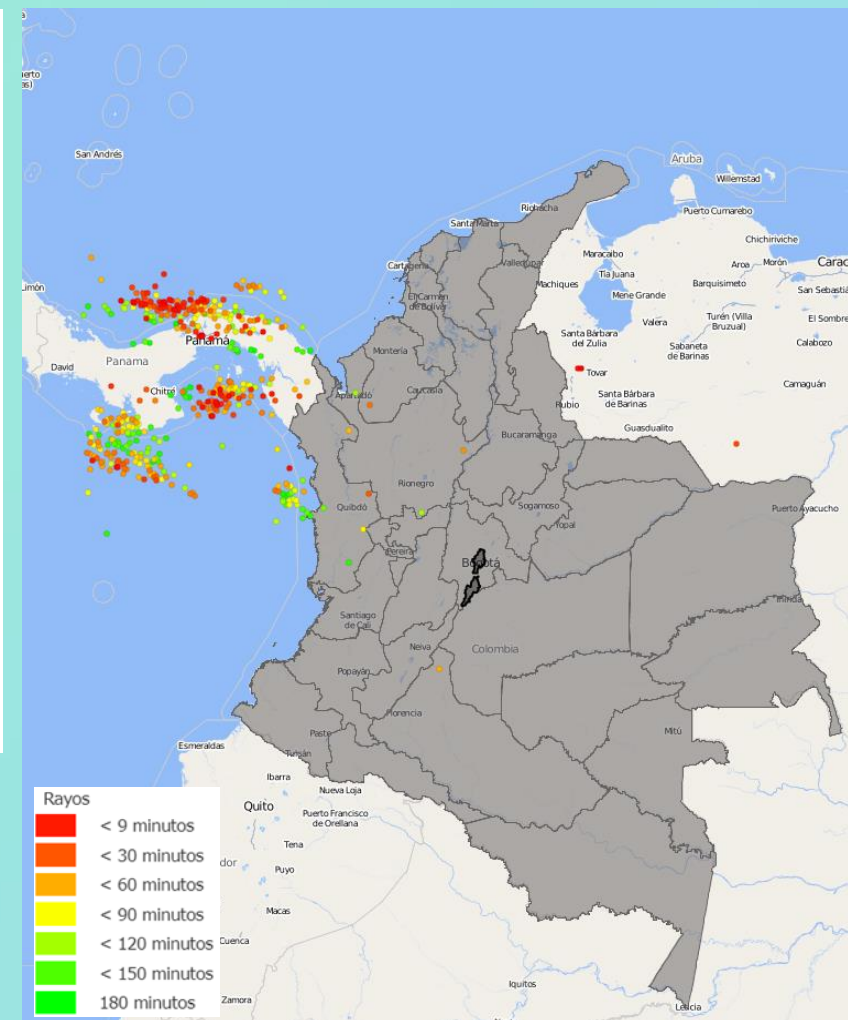 San Andrés
Aruba
Willemstad
Riohacha
Puerto Cumarebo
Santa Marta
Chichiriviche
Maracaibo
Cartagena
Valledupar
Aroa
Morón
Carac
Limón
Tía Juana
Machiques
Barquisimeto
El Carmen
de Bolívar
Mene Grande
San Sebastiá
Valera
Turén (Villa
Bruzual)
El Sombre
Panamá
Santa Bárbara
del Zulia
Sabaneta
de Barinas
Calabozo
Montería
Panama
David
Tovar
Camaguán
Chitré
Caucasia
Apartadó
Santa Bárbara
de Barinas
Rubio
Guasdualito
Bucaramanga
Rionegro
Quibdó
Sogamoso
Puerto Ayacucho
Yopal
Pereira
Bogotá
Inírida
Santiago
de Cali
Neiva
Colombia
Popayán
Florencia
Mitú
Pasto
Esmeraldas
Tumán
Ibarra
Nueva Loja
Quito
Puerto Francisco
de Orellana
Tena
ador
Puyo
Macas
Cuenca
Iquitos
Zamora
Leticia
Rayos
< 9 minutos
< 30 minutos
< 60 minutos
< 90 minutos
< 120 minutos
< 150 minutos
180 minutos